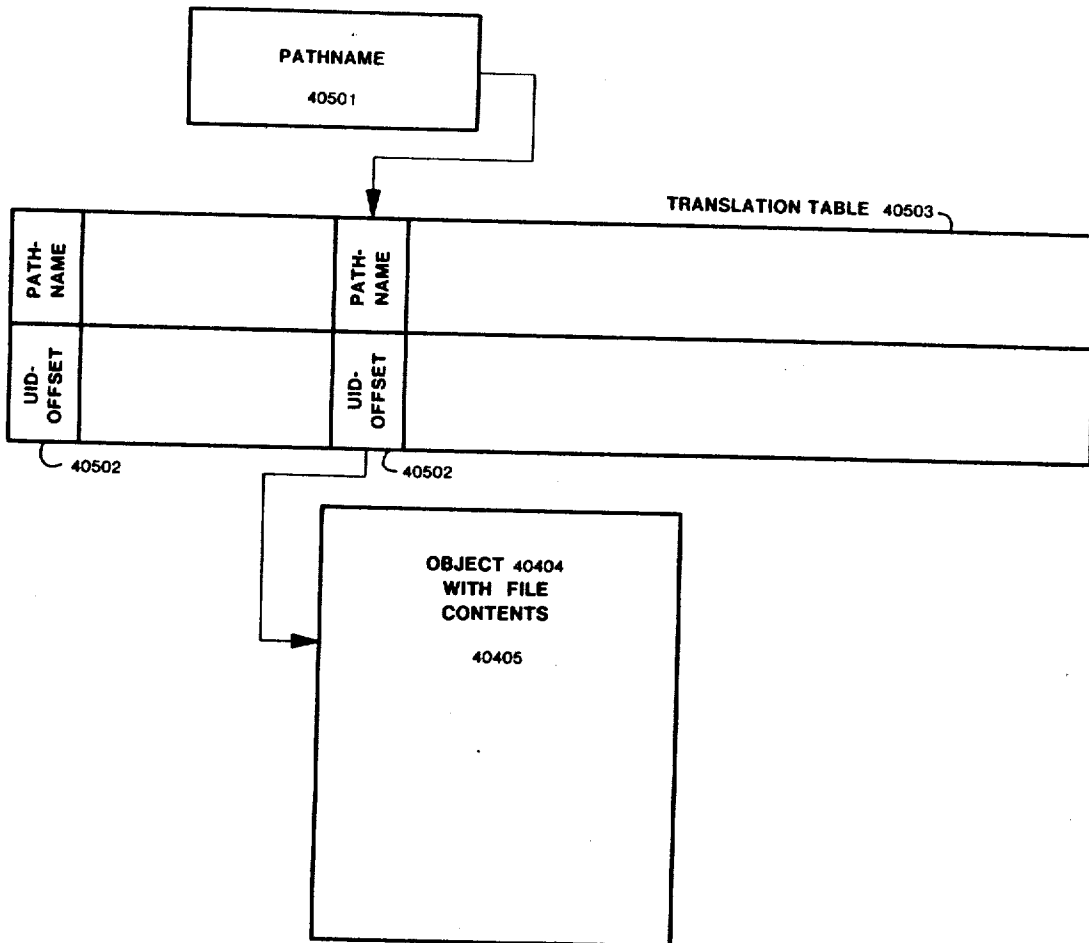 PATHNAME
40501
TRANSLATION TABLE 40503
PATH-
NAME
PATH-
NAME
UID-
OFFSET
UID-
OFFSET
40502
40502
OBJECT 40404
WITH FILE
CONTENTS
40405